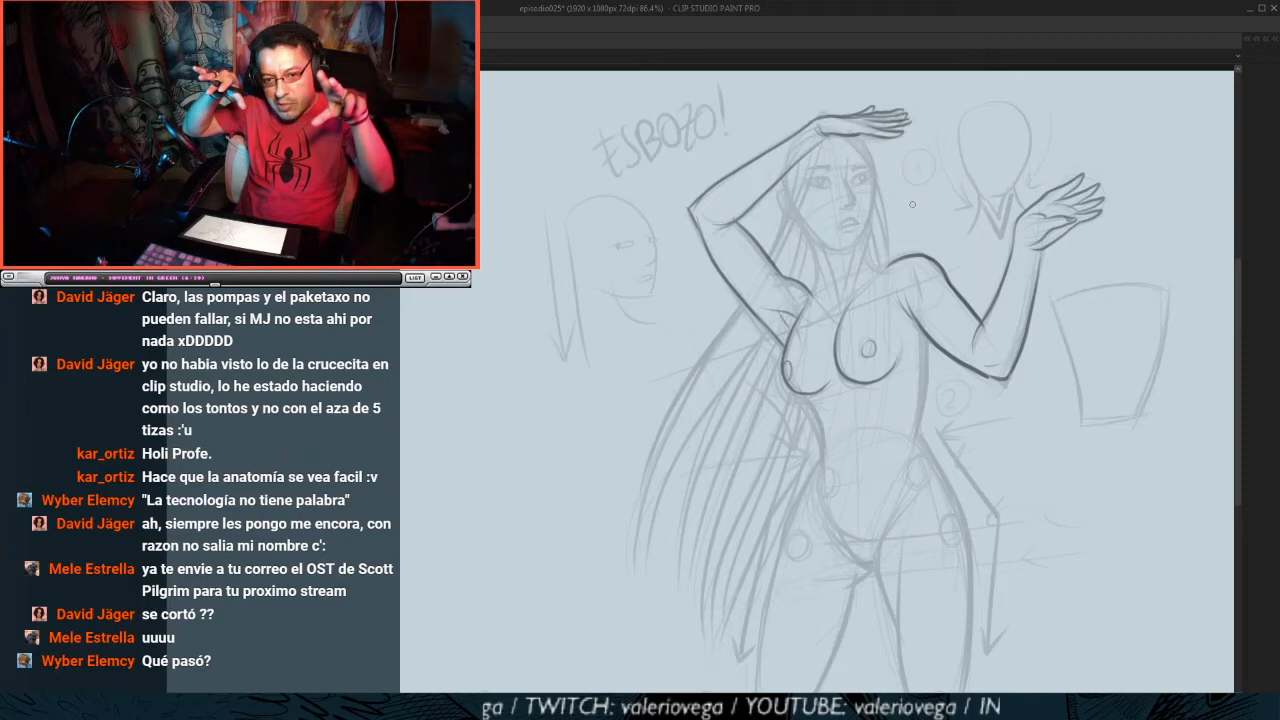 episodio025* (1920 x 1080px 72dpi 86.4%) - CLIP STUDIO PAINT PRO
ESBOZO!
1
2
LIST
David Jäger Claro, las pompas y el paketaxo no
pueden fallar, si MJ no esta ahi por
nada xDDDDD
David Jäger yo no habia visto lo de la crucecita en
clip studio, lo he estado haciendo
como los tontos y no con el aza de 5
tizas :'u
kar_ortiz Holi Profe.
kar_ortiz Hace que la anatomía se vea facil :v
Wyber Elemcy "La tecnología no tiene palabra"
David Jäger ah, siempre les pongo me encora, con
razon no salia mi nombre c':
Mele Estrella ya te envie a tu correo el OST de Scott
Pilgrim para tu proximo stream
David Jäger se cortó ??
Mele Estrella uuuu
Wyber Elemcy Qué pasó?
ga / TWITCH: valeriovega / YOUTUBE: valeriovega / IN